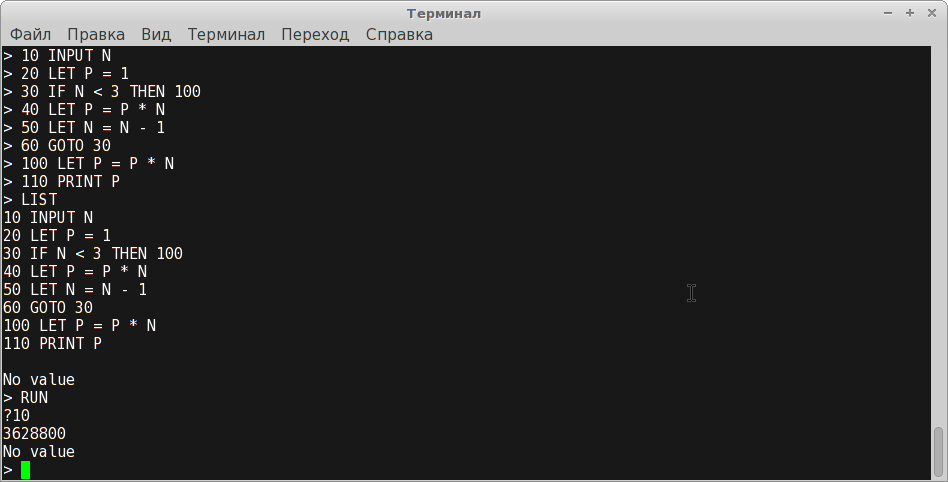 Терминал
Файл Правка Вид Терминал Переход Справка
> 10 INPUT N
> 20 LET P = 1
> 30 IF N < 3 THEN 100
> 40 LET P = P * N
> 50 LET N = N - 1
> 60 GOTO 30
> 100 LET P = P * N
> 110 PRINT P
> LIST
10 INPUT N
20 LET P = 1
30 IF N < 3 THEN 100
40 LET P = P * N
50 LET N = N - 1
60 GOTO 30
100 LET P = P * N
110 PRINT P
No value
> RUN
?10
3628800
No value
>